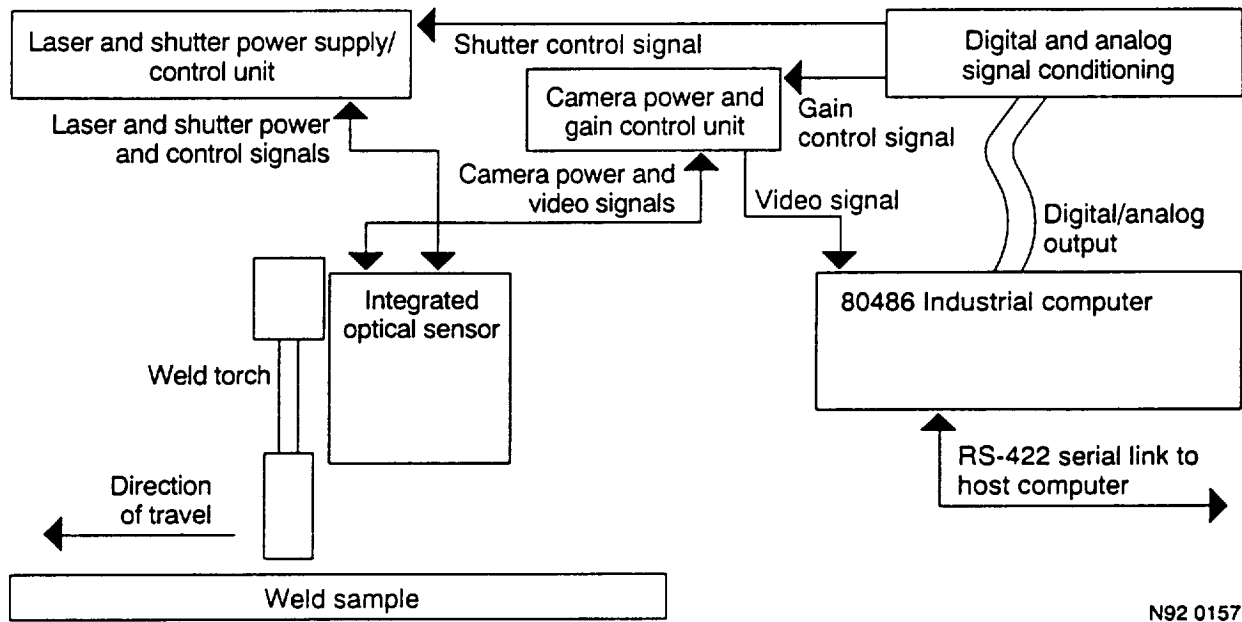 Laser and shutter power supply/
control unit
Shutter control signal
Digital and analog
signal conditioning
Camera power and
gain control unit
Gain
control signal
Laser and shutter power
and control signals
Camera power and
video signals
Video signal
Digital/analog
output
Integrated
optical sensor
80486 Industrial computer
Weld torch
RS-422 serial link to
host computer
Direction
of travel
Weld sample
N92 0157